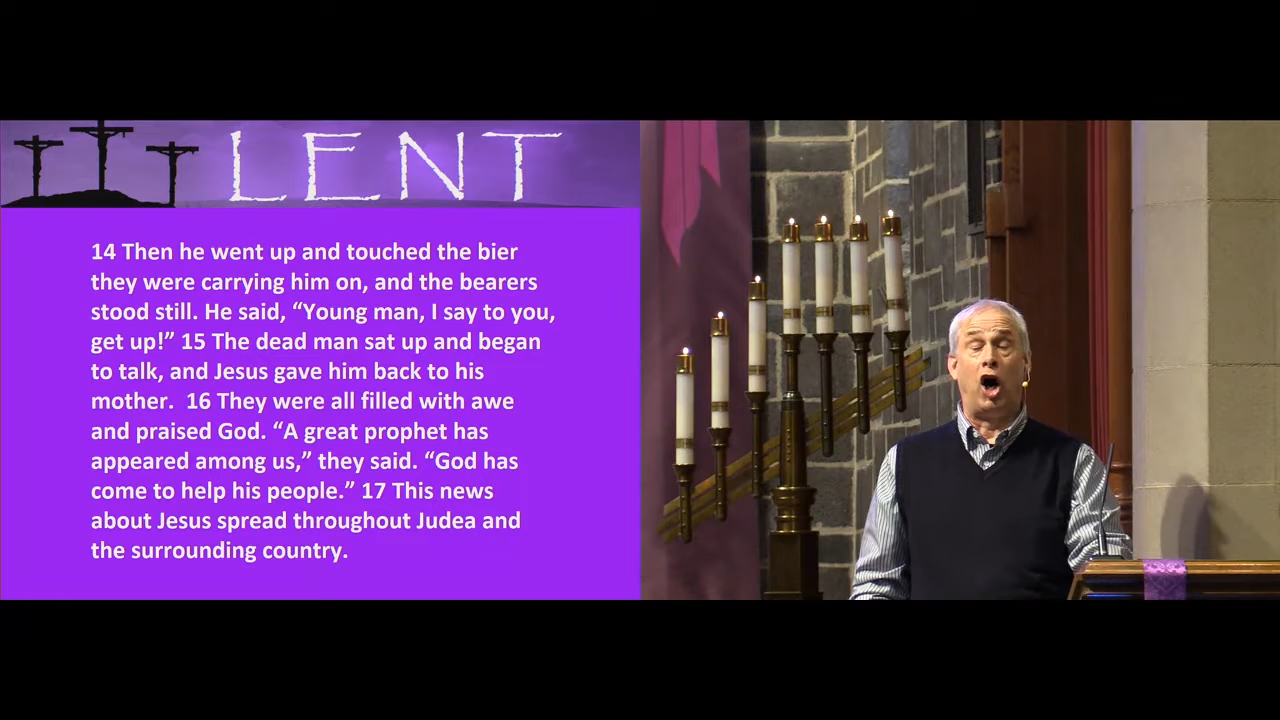 LENT
14 Then he went up and touched the bier
they were carrying him on, and the bearers
stood still. He said, “Young man, I say to you,
get up!” 15 The dead man sat up and began
to talk, and Jesus gave him back to his
mother.  16 They were all filled with awe
and praised God. “A great prophet has
appeared among us,” they said. “God has
come to help his people.” 17 This news
about Jesus spread throughout Judea and
the surrounding country.